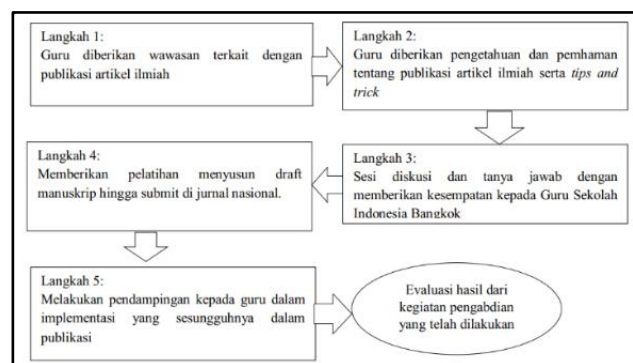 Langkah 1:
Guru diberikan wawasan terkait dengan
publikasi artikel ilmiah
Langkah 2:
Guru diberikan pengetahuan dan pemhaman
tentang publikasi artikel ilmiah serta tips and
trick
Langkah 3:
Sesi diskusi dan tanya jawab dengan
memberikan kesempatan kepada Guru Sekolah
Indonesia Bangkok
Langkah 4:
Memberikan pelatihan menyusun draft
manuskrip hingga submit di jurnal nasional.
Langkah 5:
Melakukan pendampingan kepada guru dalam
implementasi yang sesungguhnya dalam
publikasi
Evaluasi hasil dari
kegiatan pengabdian
yang telah dilakukan